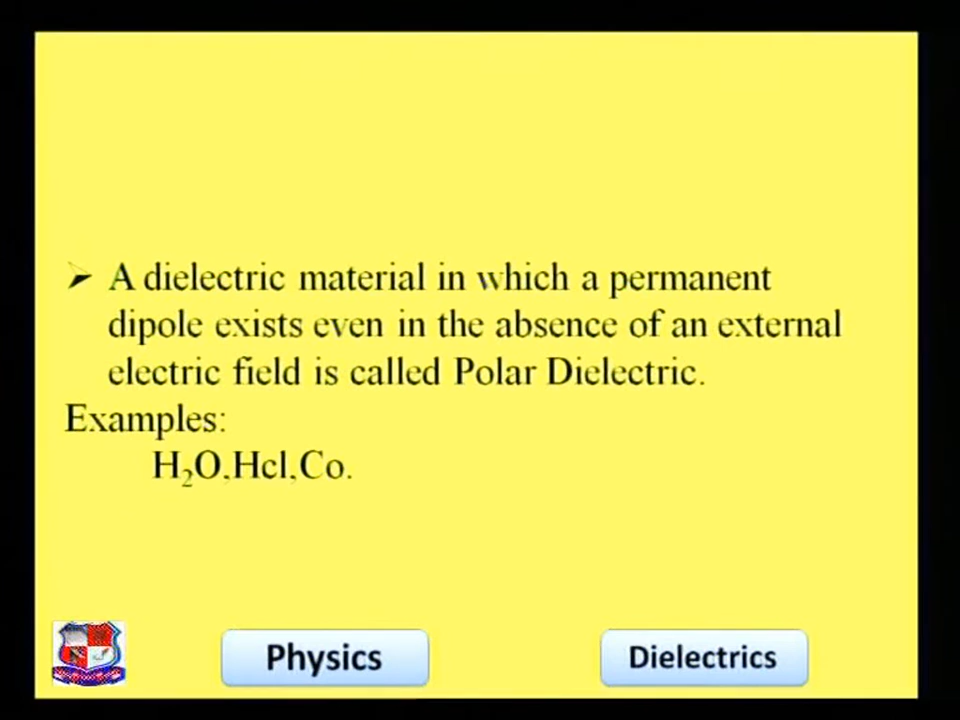 ➢ A dielectric material in which a permanent
dipole exists even in the absence of an external
electric field is called Polar Dielectric.
Examples:
H₂O,Hcl,Co.
Physics
Dielectrics